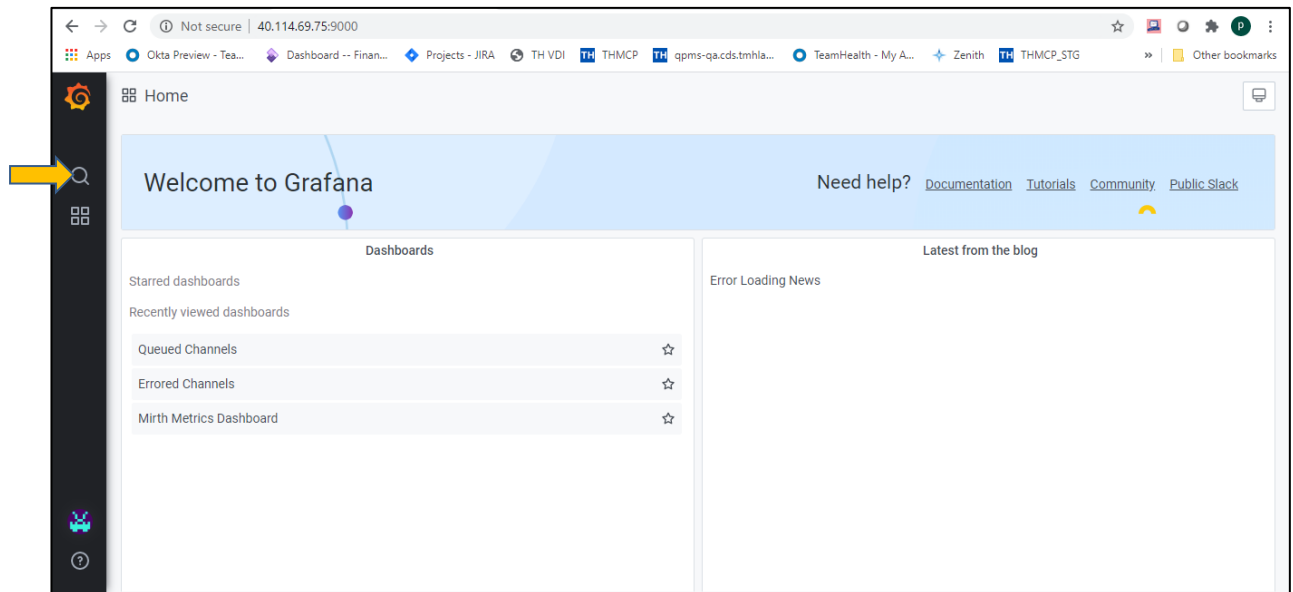 Not secure | 40.114.69.75:9000
P
Apps Okta Preview - Tea... Dashboard -- Finan... Projects - JIRA TH VDI TH THMCP TH qpms-qa.cds.tmhla... TeamHealth - My A... Zenith TH THMCP_STG » Other bookmarks
Home
Welcome to Grafana
Need help? Documentation Tutorials Community Public Slack
Dashboards
Starred dashboards
Recently viewed dashboards
Queued Channels
Errored Channels
Mirth Metrics Dashboard
Latest from the blog
Error Loading News